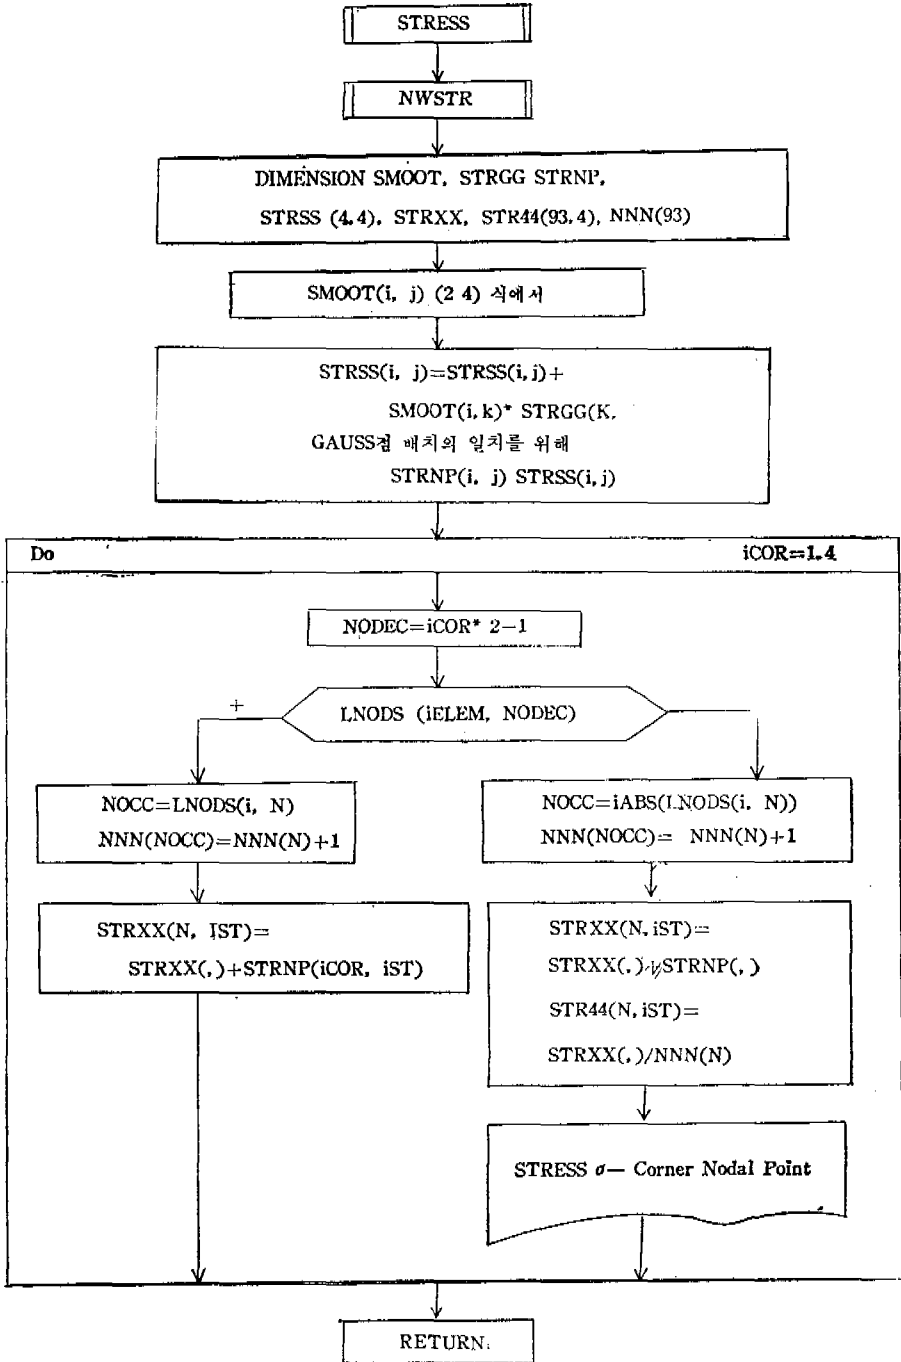 STRESS
NWSTR
DIMENSION SMOOT, STRGG STRNP,
STRSS (4.4), STRXX, STR44(93.4), NNN(93)
SMOOT(i, j) (2 4) 식에서
STRSS(i, j)=STRSS(i,j)+
SMOOT(i,k)* STRGG(K.
GAUSS점 배치의 일치를 위해
STRNP(i, j) STRSS(i,j)
Do iCOR=1.4
NODEC=iCOR* 2-1
LNODS (iELEM, NODEC)
+
NOCC=LNODS(i, N)
NNN(NOCC)=NNN(N)+1
NOCC=iABS(LNODS(i. N))
NNN(NOCC)= NNN(N)+1
STRXX(N, IST)=
STRXX(,)+STRNP(iCOR, iST)
STRXX(N, iST)=
STRXX(.) STRNP(,)
STR44(N, iST)=
STRXX(,)/NNN(N)
STRESS σ— Corner Nodal Point
RETURN.